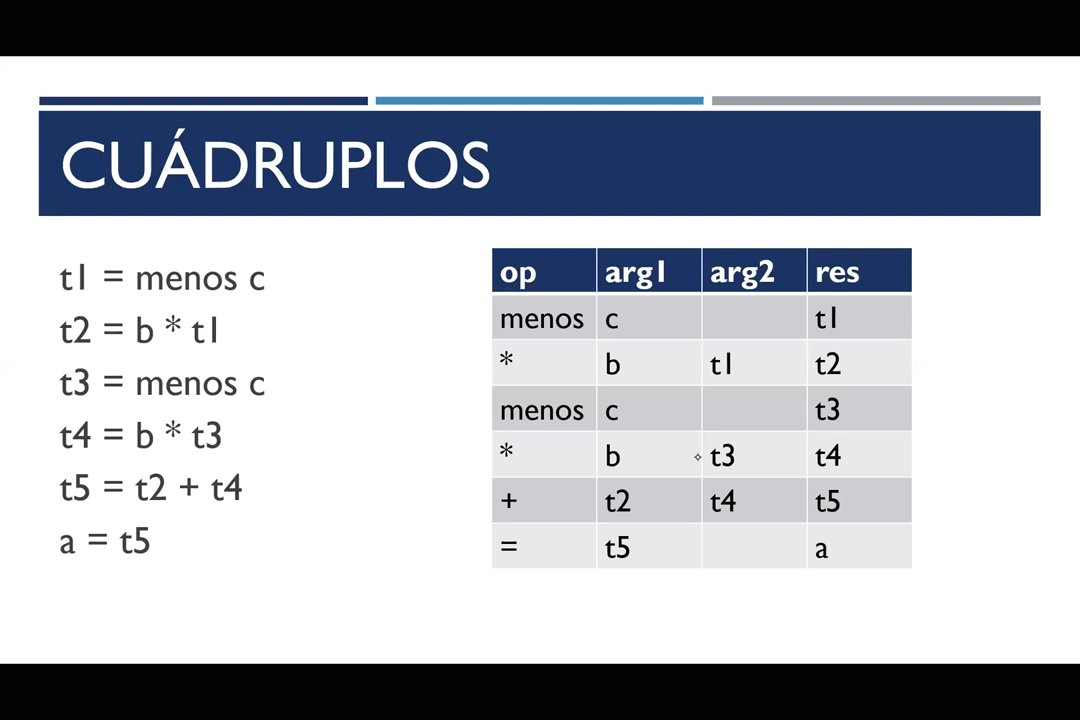 CUÁDRUPLOS
t1 = menos c
t2 = b * t1
t3 = menos c
t4 = b * t3
t5 = t2 + t4
a = t5
op arg1 arg2 res
menos c t1
* b t1 t2
menos c t3
* b t3 t4
+ t2 t4 t5
= t5 a